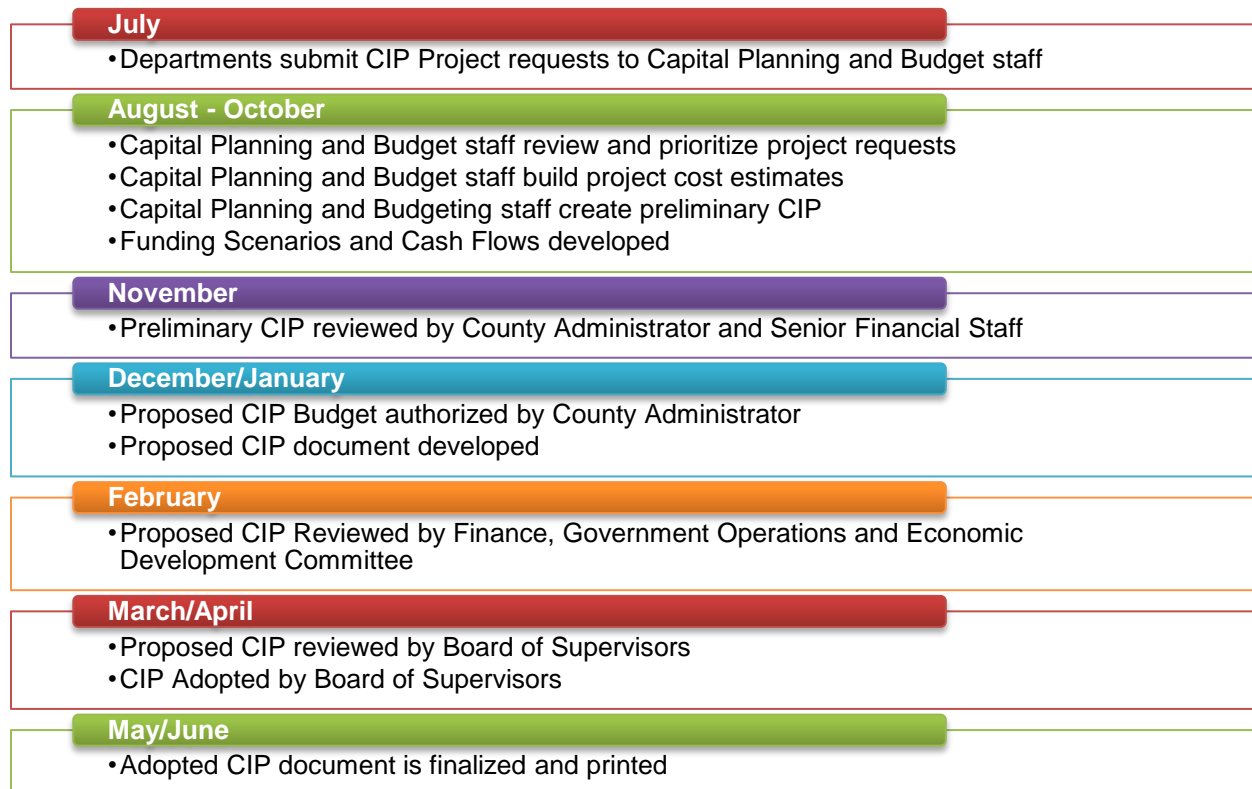 July
•Departments submit CIP Project requests to Capital Planning and Budget staff
August - October
•Capital Planning and Budget staff review and prioritize project requests
•Capital Planning and Budget staff build project cost estimates
•Capital Planning and Budgeting staff create preliminary CIP
•Funding Scenarios and Cash Flows developed
November
•Preliminary CIP reviewed by County Administrator and Senior Financial Staff
December/January
•Proposed CIP Budget authorized by County Administrator
•Proposed CIP document developed
February
•Proposed CIP Reviewed by Finance, Government Operations and Economic
Development Committee
March/April
•Proposed CIP reviewed by Board of Supervisors
•CIP Adopted by Board of Supervisors
May/June
•Adopted CIP document is finalized and printed